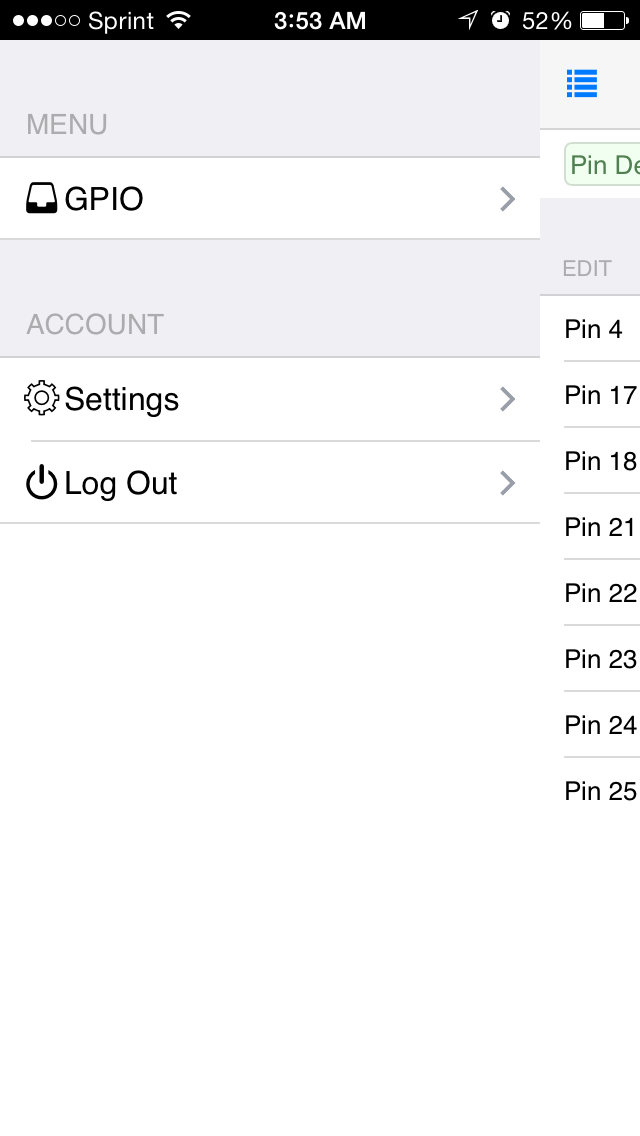 Sprint 3:53 AM 52%
MENU
GPIO
ACCOUNT
Settings
Log Out
Pin De
EDIT
Pin 4
Pin 17
Pin 18
Pin 21
Pin 22
Pin 23
Pin 24
Pin 25